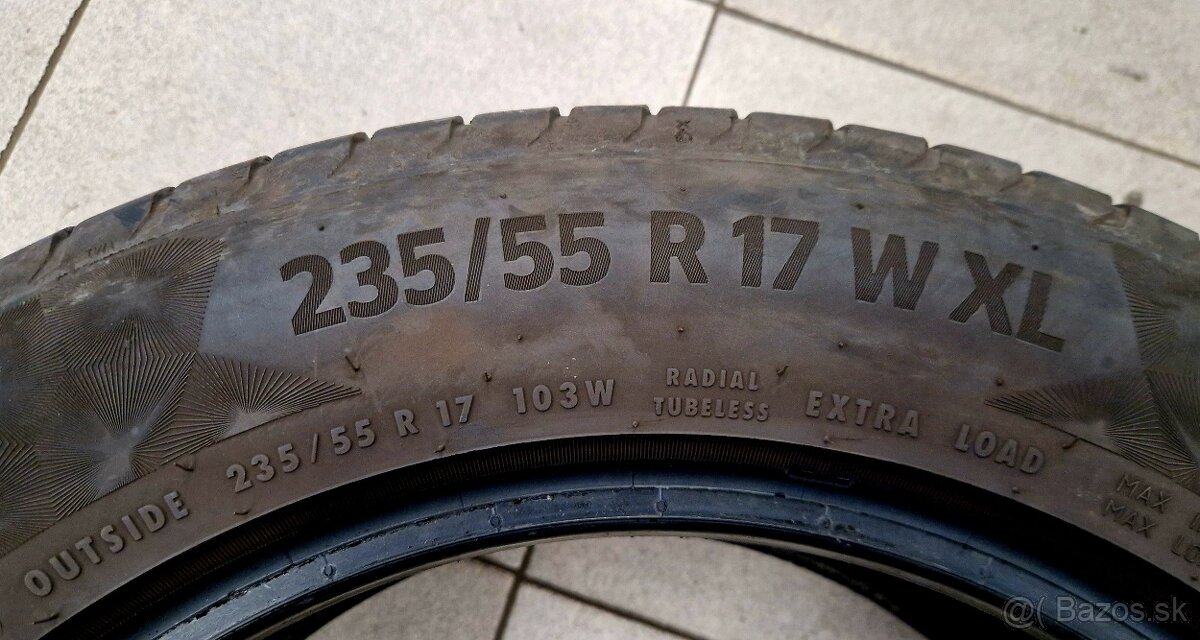 235/55 R 17 W XL
OUTSIDE 235/55 R 17 103W RADIAL TUBELESS EXTRA LOAD
MAX
MAX
Bazos.sk